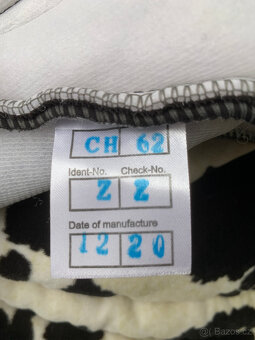 CH 62
Ident-No. Check-No.
Z Z
Date of manufacture
12 20
Bazos.cz